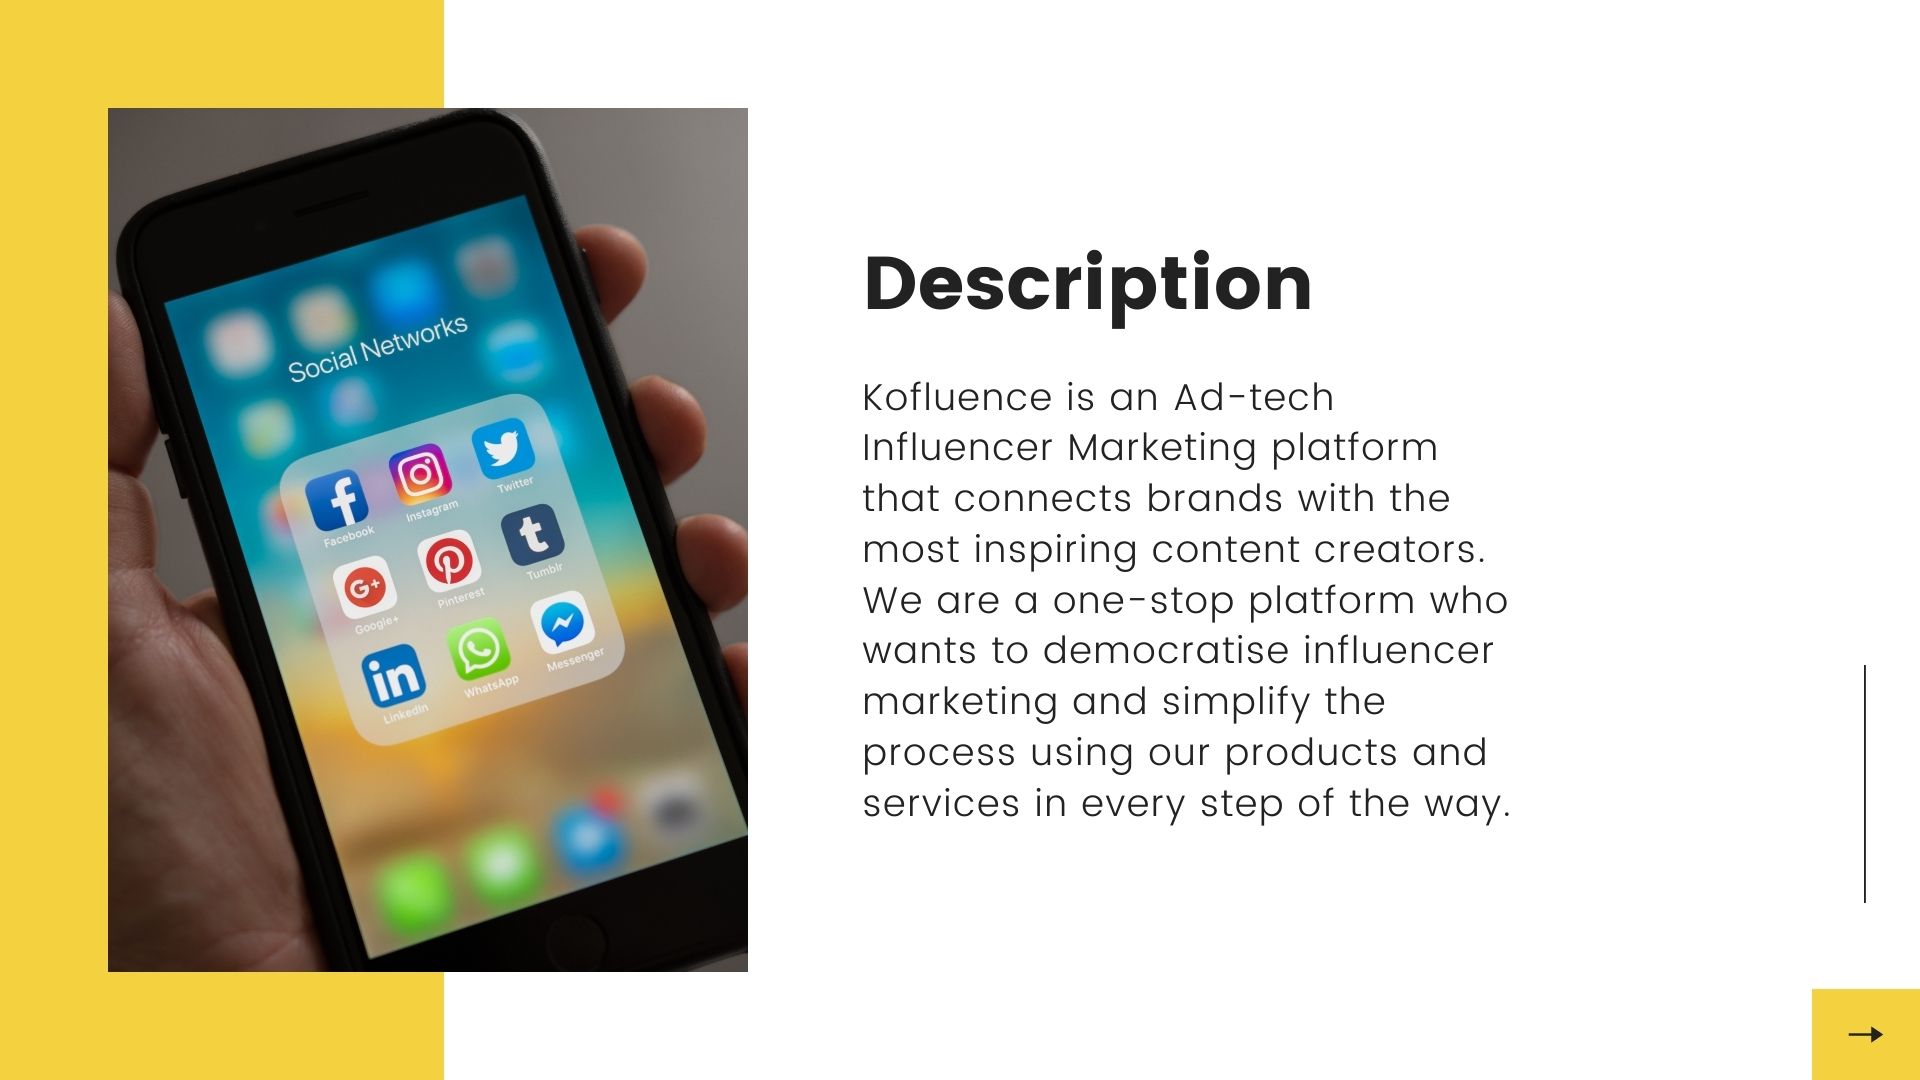 Social Networks
Facebook
Instagram
Twitter
Google+
Pinterest
Tumblr
LinkedIn
WhatsApp
Messenger
Description
Kofluence is an Ad-tech
Influencer Marketing platform
that connects brands with the
most inspiring content creators.
We are a one-stop platform who
wants to democratise influencer
marketing and simplify the
process using our products and
services in every step of the way.